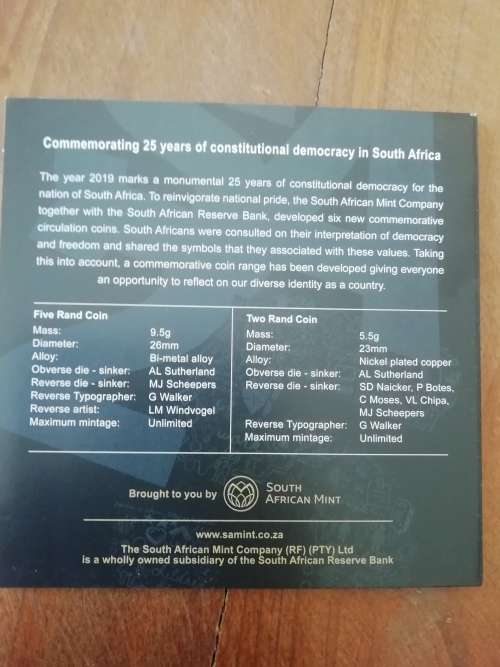 Commemorating 25 years of constitutional democracy in South Africa
The year 2019 marks a monumental 25 years of constitutional democracy for the
nation of South Africa. To reinvigorate national pride, the South African Mint Company
together with the South African Reserve Bank, developed six new commemorative
circulation coins. South Africans were consulted on their interpretation of democracy
and freedom and shared the symbols that they associated with these values. Taking
this into account, a commemorative coin range has been developed giving everyone
an opportunity to reflect on our diverse identity as a country.
Five Rand Coin
Mass: 9.5g
Diameter: 26mm
Alloy: Bi-metal alloy
Obverse die - sinker: AL Sutherland
Reverse die - sinker: MJ Scheepers
Reverse Typographer: G Walker
Reverse artist: LM Windvogel
Maximum mintage: Unlimited
Two Rand Coin
Mass: 5.5g
Diameter: 23mm
Alloy: Nickel plated copper
Obverse die - sinker: AL Sutherland
Reverse die - sinker: SD Naicker, P Botes,
C Moses, VL Chipa,
MJ Scheepers
Reverse Typographer: G Walker
Maximum mintage: Unlimited
Brought to you by
SOUTH
AFRICAN MINT
www.samint.co.za
The South African Mint Company (RF) (PTY) Ltd
is a wholly owned subsidiary of the South African Reserve Bank